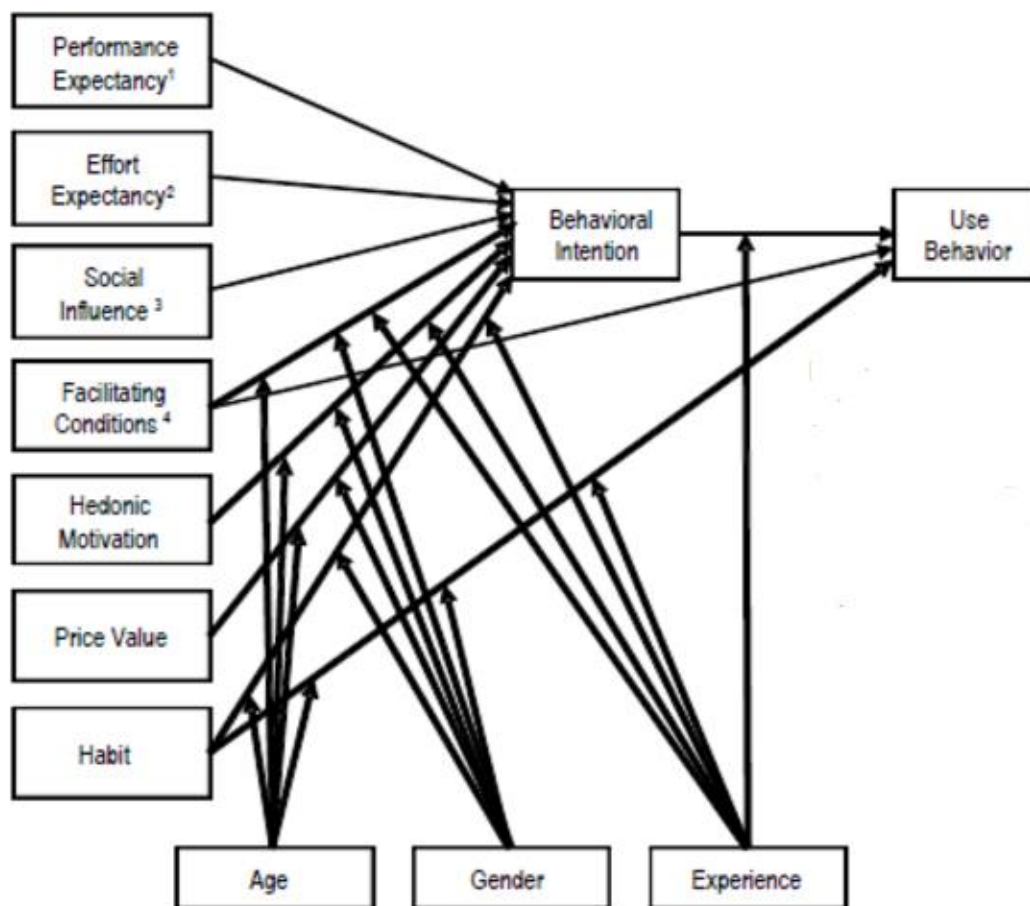 Performance
Expectancy¹
Effort
Expectancy²
Behavioral
Intention
Use
Behavior
Social
Influence ³
Facilitating
Conditions ⁴
Hedonic
Motivation
Price Value
Habit
Age
Gender
Experience